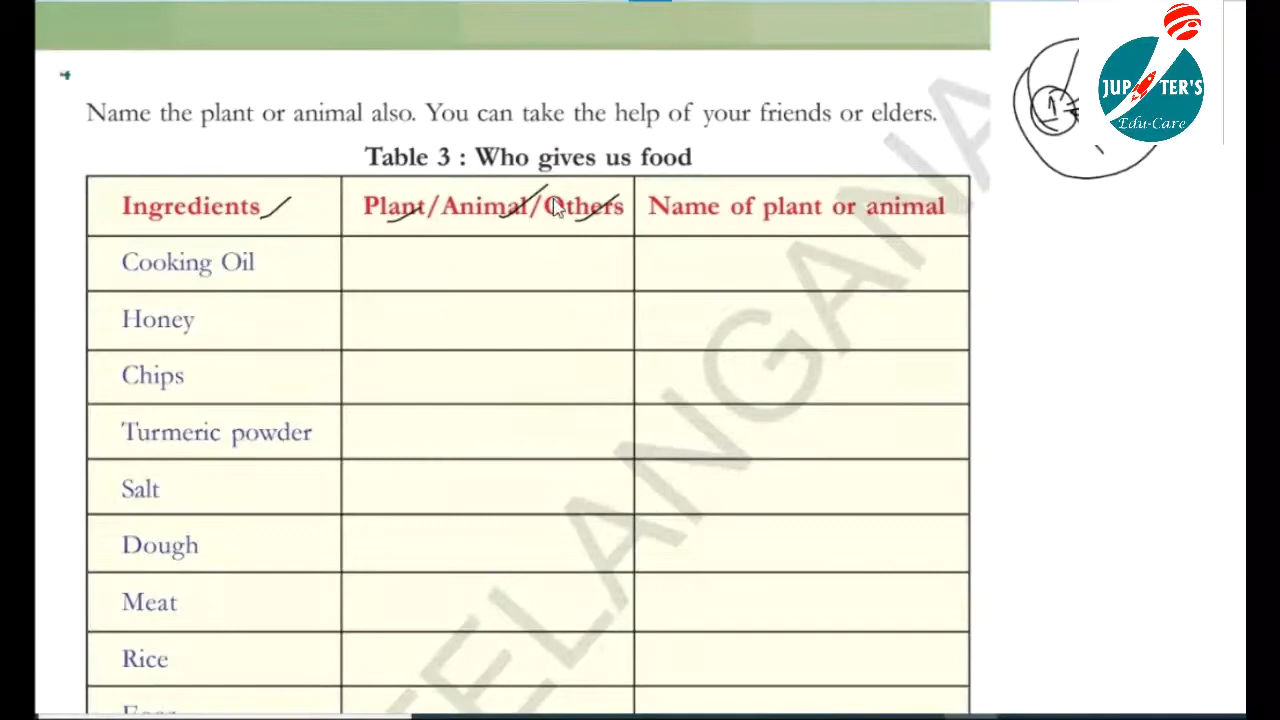 JUPITER'S
Edu-Care
Name the plant or animal also. You can take the help of your friends or elders.
Table 3 : Who gives us food
Ingredients Plant/Animal/Others Name of plant or animal
Cooking Oil
Honey
Chips
Turmeric powder
Salt
Dough
Meat
Rice
TELANGANA